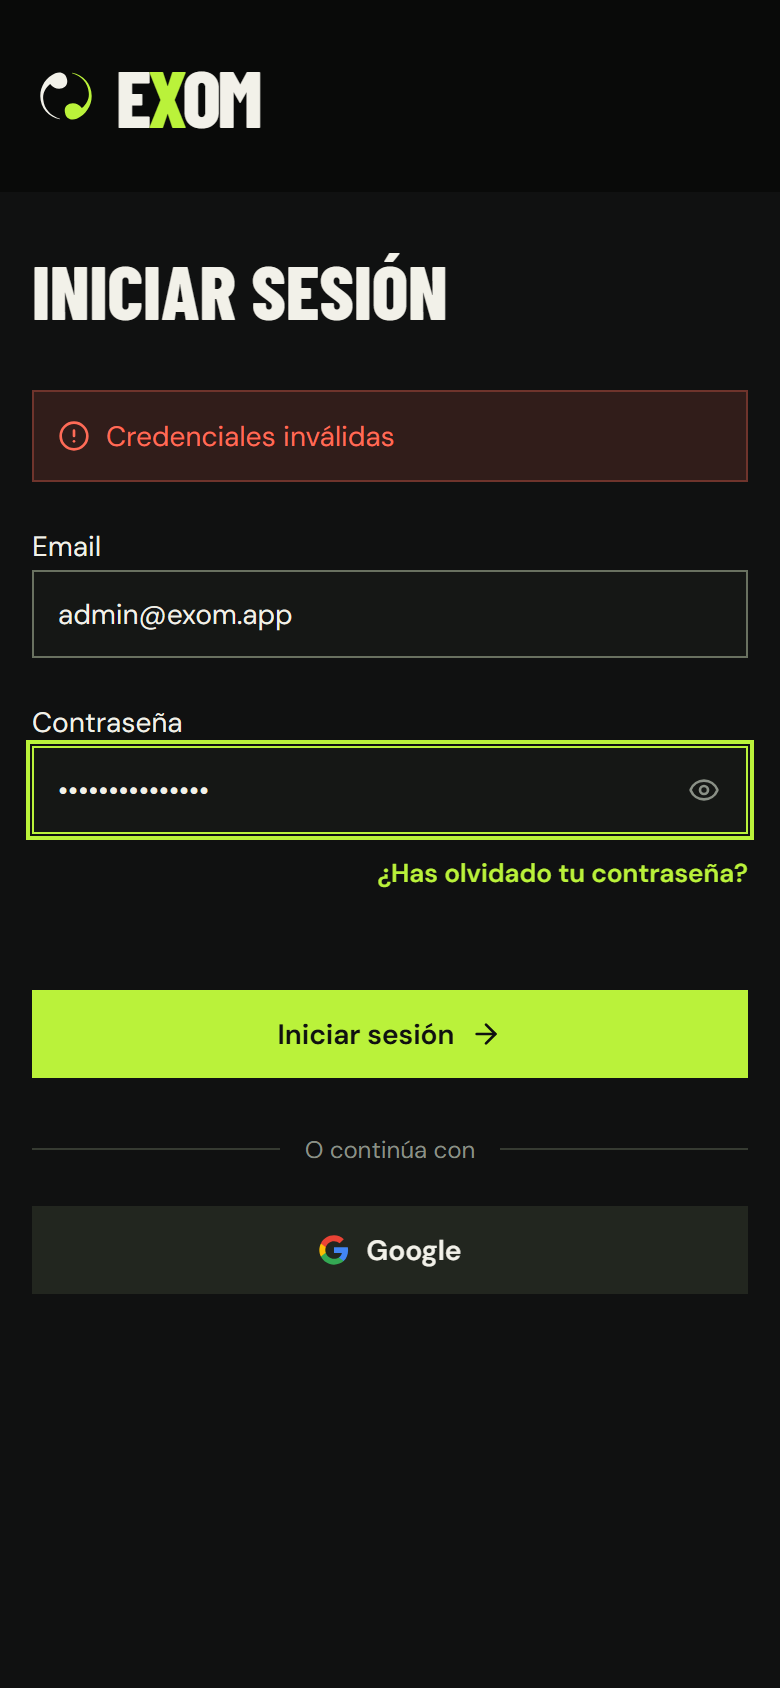 EXOM
INICIAR SESIÓN
Credenciales inválidas
Email
admin@exom.app
Contraseña
•••••••••••••••
¿Has olvidado tu contraseña?
Iniciar sesión →
O continúa con
Google